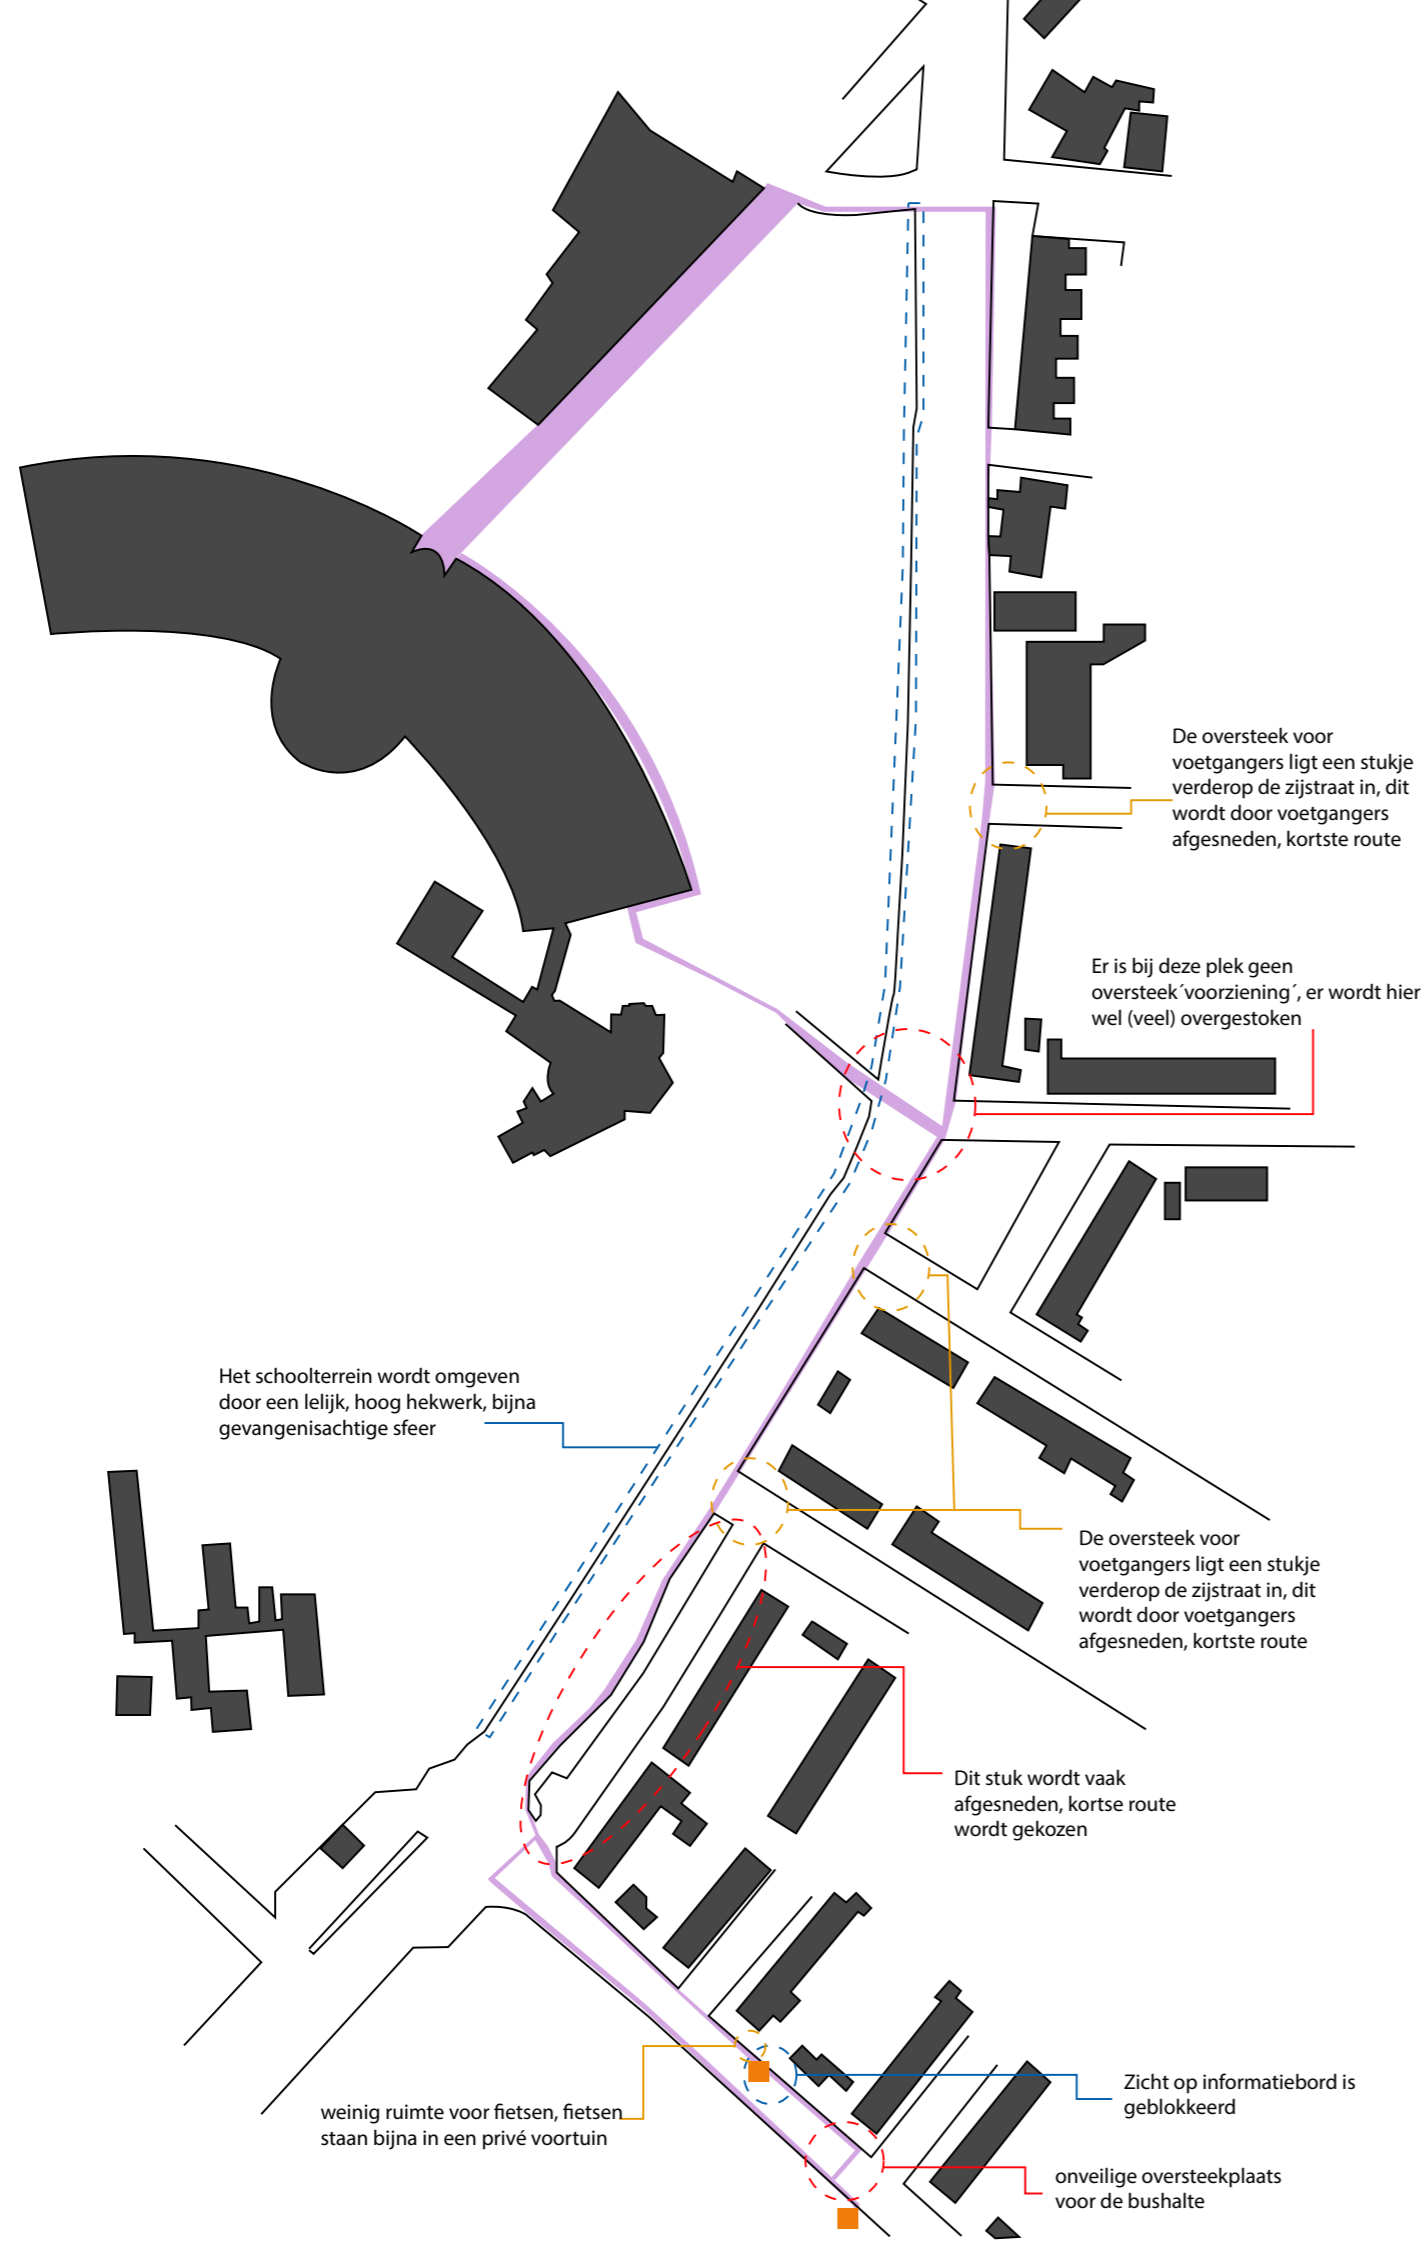 De oversteek voor
voetgangers ligt een stukje
verderop de zijstraat in, dit
wordt door voetgangers
afgesneden, kortste route
Er is bij deze plek geen
oversteek´voorziening´, er wordt hier
wel (veel) overgestoken
Het schoolterrein wordt omgeven
door een lelijk, hoog hekwerk, bijna
gevangenisachtige sfeer
De oversteek voor
voetgangers ligt een stukje
verderop de zijstraat in, dit
wordt door voetgangers
afgesneden, kortste route
Dit stuk wordt vaak
afgesneden, kortse route
wordt gekozen
Zicht op informatiebord is
geblokkeerd
weinig ruimte voor fietsen, fietsen
staan bijna in een privé voortuin
onveilige oversteekplaats
voor de bushalte